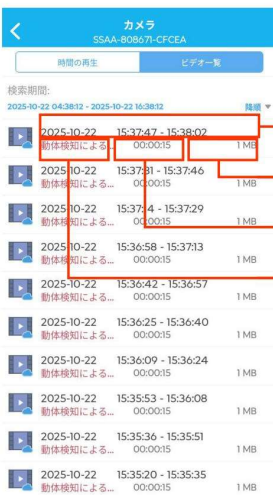 カメラ
SSAA-808671-CFCEA
時間の再生 ビデオ一覧
検索期間:
2025-10-22 04:38:12 - 2025-10-22 16:38:12 降順
2025-10-22 15:37:47 - 15:38:02
動体検知による... 00:00:15 1 MB
2025-10-22 15:37:31 - 15:37:46
動体検知による... 00:00:15 1 MB
2025-10-22 15:37:14 - 15:37:29
動体検知による... 00:00:15 1 MB
2025-10-22 15:36:58 - 15:37:13
動体検知による... 00:00:15 1 MB
2025-10-22 15:36:42 - 15:36:57
動体検知による... 00:00:15 1 MB
2025-10-22 15:36:25 - 15:36:40
動体検知による... 00:00:15 1 MB
2025-10-22 15:36:09 - 15:36:24
動体検知による... 00:00:15 1 MB
2025-10-22 15:35:53 - 15:36:08
動体検知による... 00:00:15 1 MB
2025-10-22 15:35:36 - 15:35:51
動体検知による... 00:00:15 1 MB
2025-10-22 15:35:20 - 15:35:35
動体検知による... 00:00:15 1 MB